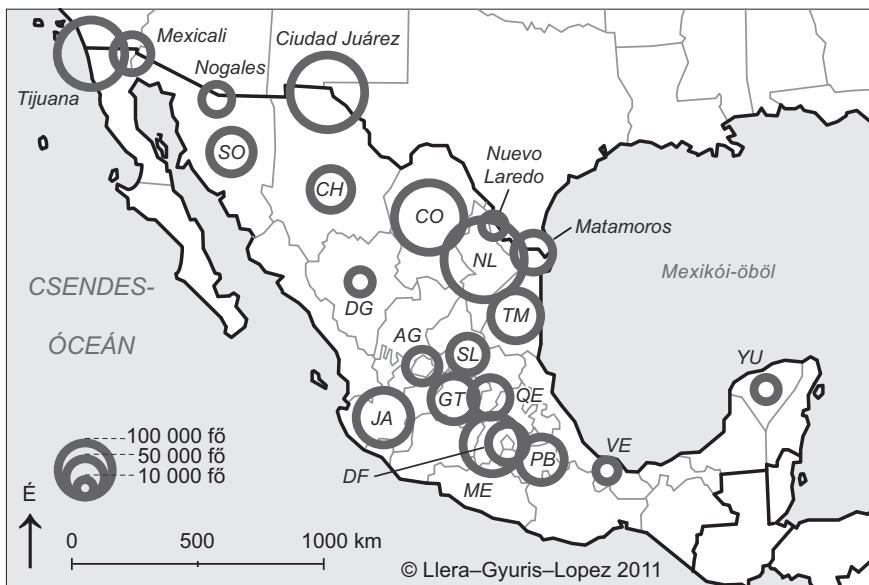 Mexicali
Ciudad Juárez
Nogales
Tijuana
SO
CH
Nuevo
Laredo
CO
Matamoros
NL
Mexikói-öböl
CSENDES-
ÓCEÁN
DG
TM
AG
SL
YU
GT
QE
JA
VE
DF
PB
ME
100 000 fő
50 000 fő
10 000 fő
É
0 500 1000 km
© Llera–Gyuris–Lopez 2011